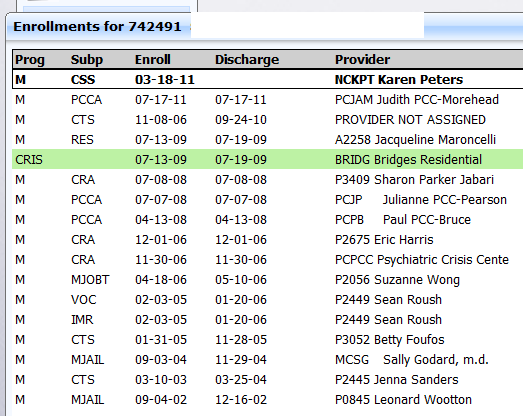 Enrollments for 742491
Prog Subp Enroll Discharge Provider
M CSS 03-18-11 NCKPT Karen Peters
M PCCA 07-17-11 07-17-11 PCJAM Judith PCC-Morehead
M CTS 11-08-06 09-24-10 PROVIDER NOT ASSIGNED
M RES 07-13-09 07-19-09 A2258 Jacqueline Maroncelli
CRIS 07-13-09 07-19-09 BRIDG Bridges Residential
M CRA 07-08-08 07-08-08 P3409 Sharon Parker Jabari
M PCCA 07-07-08 07-07-08 PCJP Julianne PCC-Pearson
M PCCA 04-13-08 04-13-08 PCPB Paul PCC-Bruce
M CRA 12-01-06 12-01-06 P2675 Eric Harris
M CRA 11-30-06 11-30-06 PCPCC Psychiatric Crisis Cente
M MJOBT 04-18-06 05-10-06 P2056 Suzanne Wong
M VOC 02-03-05 01-20-06 P2449 Sean Roush
M IMR 02-03-05 01-20-06 P2449 Sean Roush
M CTS 01-31-05 11-28-05 P3052 Betty Foufos
M MJAIL 09-03-04 11-29-04 MCSG Sally Godard, m.d.
M CTS 03-10-03 03-25-04 P2445 Jenna Sanders
M MJAIL 09-04-02 12-16-02 P0845 Leonard Wootton